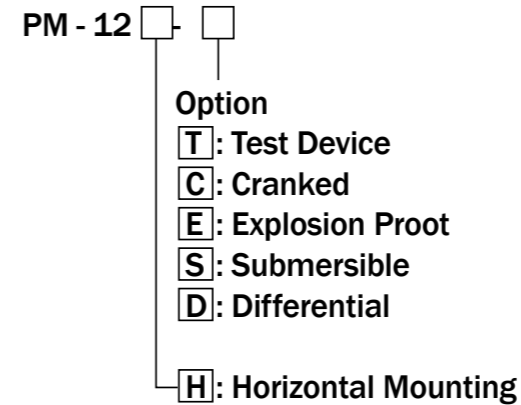 PM - 12 □- □
Option
T: Test Device
C: Cranked
E: Explosion Proot
S: Submersible
D: Differential
H: Horizontal Mounting